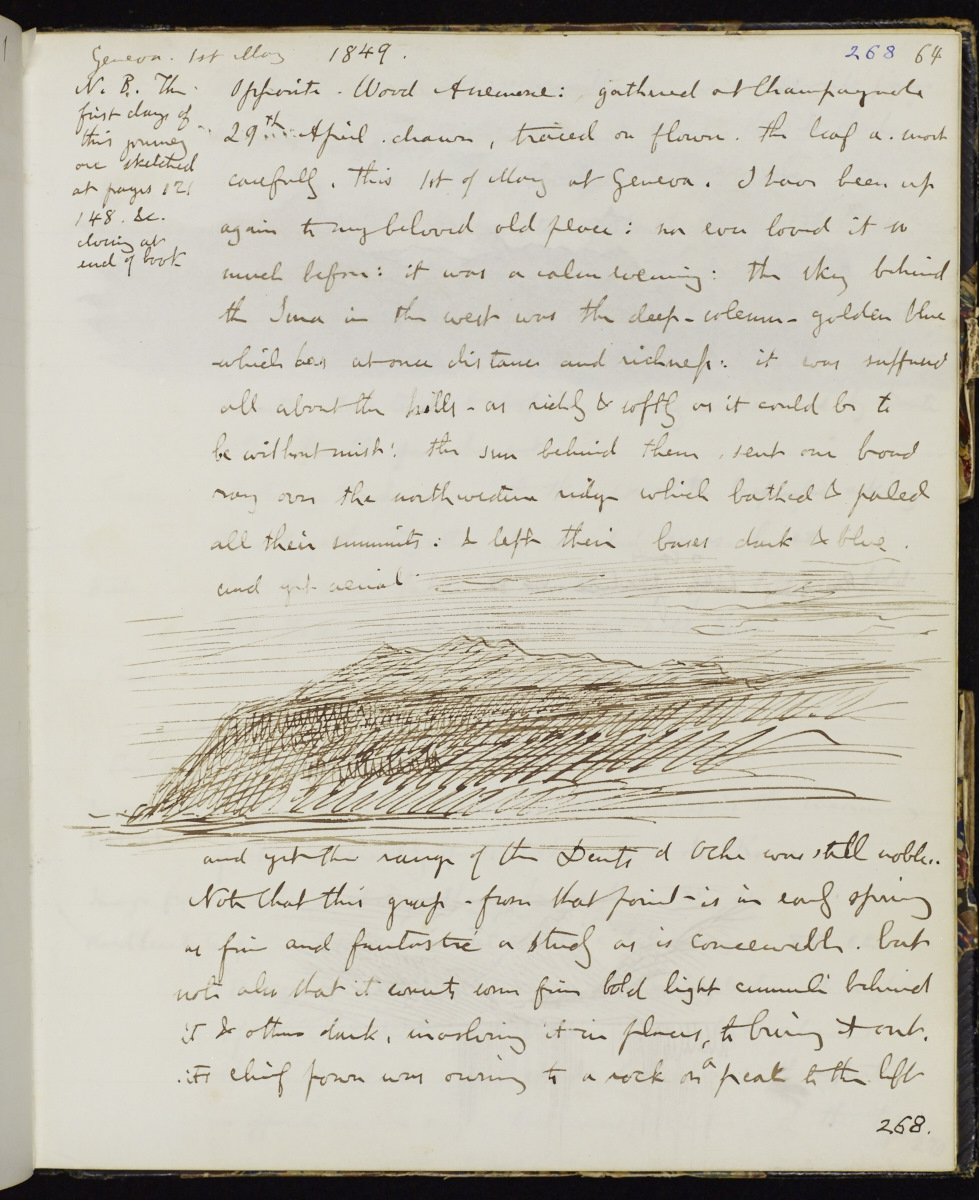 Geneva. 1st May 1849.
268 64
N. B. The
first days of
this journey
are sketched
at pages 121
148. &c.
closing at
end of book
Opposite. Wood Anemone: gathered at Champagnole
29th April. drawn, traced on flower. the leaf a. most
carefully, this 1st of May at Geneva. I have been up
again to my beloved old place: nor ever loved it so
much before: it was a calm evening: the sky behind
the Jura in the west was the deep-solemn-golden blue
which has at once distance and richness: it was suffused
all about the hills - as richly & softly as it could be to
be without mist: the sun behind them, sent one broad
ray over the northwestern ridge which bathed & paled
all their summits: & left their bases dark & blue.
and yet aerial
and yet the range of the Dents d Oche was still nobler.
Note that this group - from that point - is in early spring
as fine and fantastic a study as is conceivable. but
note also that it wants some fine bold light cumuli behind
it & others dark, involving it in places, to bring it out.
its chief power was owing to a rock or a peak to the left
268.